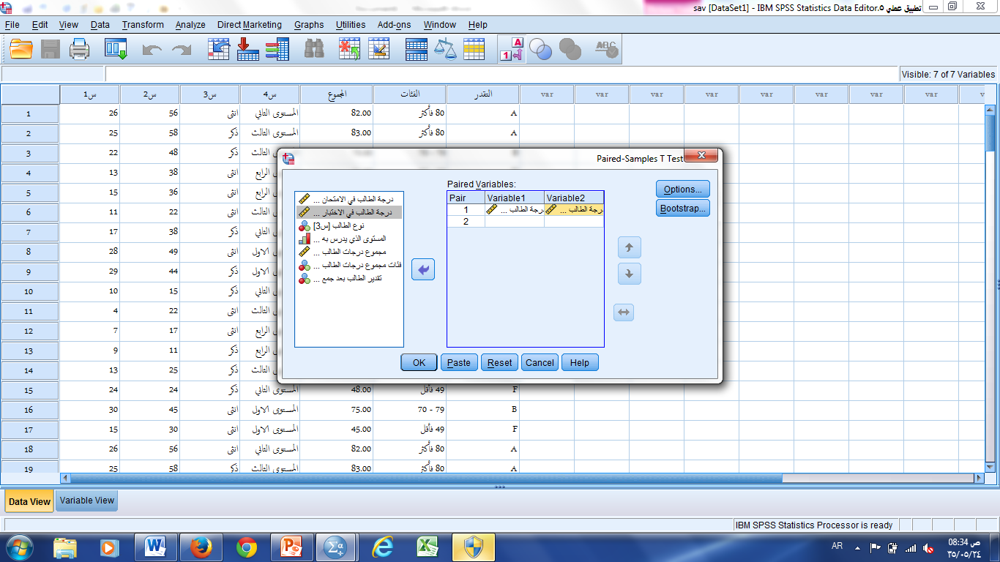 تطبيق عملي ٥.sav [DataSet1] - IBM SPSS Statistics Data Editor
File Edit View Data Transform Analyze Direct Marketing Graphs Utilities Add-ons Window Help
Visible: 7 of 7 Variables
س1 س2 س3 س4 المجموع الفئات التقدر var var var var var var var var
1 26 56 انثى المستوى الثاني 82.00 80 فأكثر A
2 25 58 ذكر المستوى الثالث 83.00 80 فأكثر A
3 22 48 ذكر الثالث
4 13 38 انثى الرابع
5 15 36 انثى الرابع
6 11 22 ذكر الثالث
7 17 38 ذكر الثاني
8 28 49 انثى الاول
9 29 44 ذكر الاول
10 10 15 ذكر الثاني
11 4 22 انثى الثالث
12 7 17 انثى الرابع
13 9 11 ذكر الرابع
14 13 25 ذكر الثالث
15 24 24 ذكر المستوى الثاني 48.00 49 فأقل F
16 30 45 انثى المستوى الاول 75.00 70 - 79 B
17 15 30 انثى المستوى الاول 45.00 49 فأقل F
18 26 56 انثى المستوى الثاني 82.00 80 فأكثر A
19 25 58 ذكر المستوى الثالث 83.00 80 فأكثر A
Paired-Samples T Test
درجة الطالب في الامتحان ...
درجة الطالب في الاختبار ...
نوع الطالب [س3]
المستوى الذي يدرس به ...
مجموع درجات الطالب ...
فئات مجموع درجات الطالب ...
تقدير الطالب بعد جمع ...
Paired Variables:
Pair Variable1 Variable2
1 درجة الطالب ... درجة الطالب ...
2
Options...
Bootstrap...
OK Paste Reset Cancel Help
Data View Variable View
IBM SPSS Statistics Processor is ready
AR
08:34 ص
٣٥/٠٥/٢٤